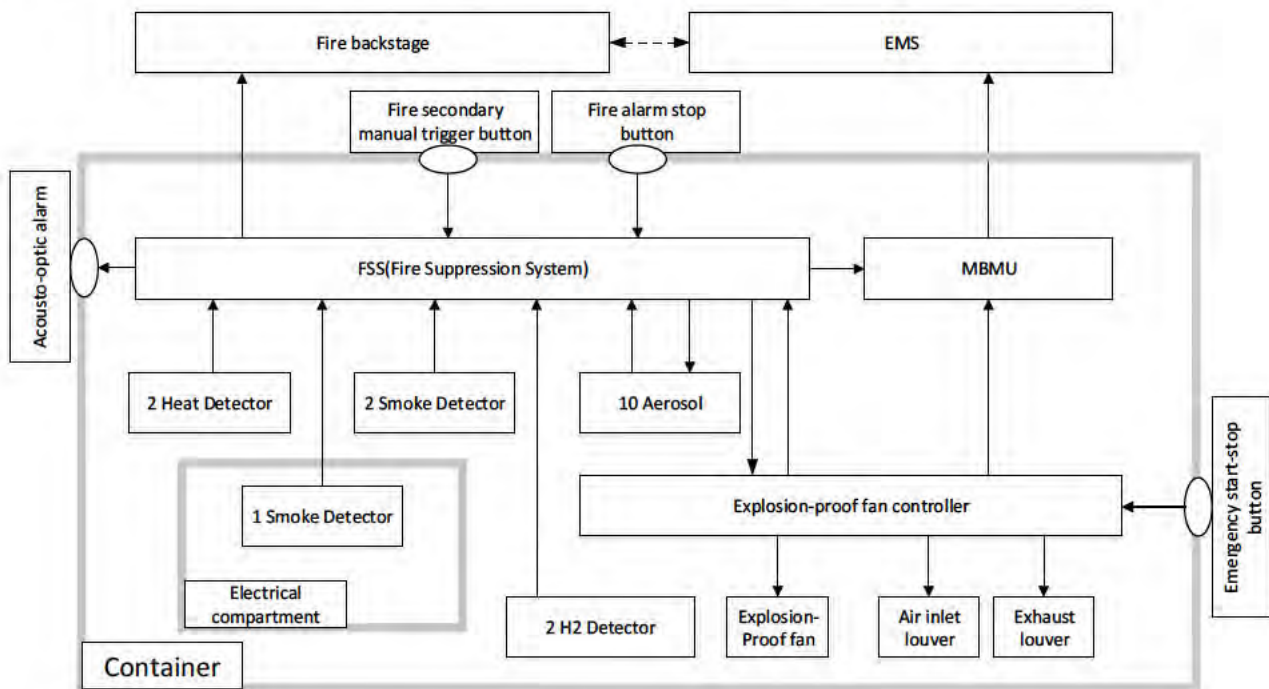 Fire backstage
EMS
Fire secondary
manual trigger button
Fire alarm stop
button
Acousto-optic alarm
FSS(Fire Suppression System)
MBMU
2 Heat Detector
2 Smoke Detector
10 Aerosol
1 Smoke Detector
Explosion-proof fan controller
Emergency start-stop
button
Electrical
compartment
2 H2 Detector
Explosion-
Proof fan
Air inlet
louver
Exhaust
louver
Container